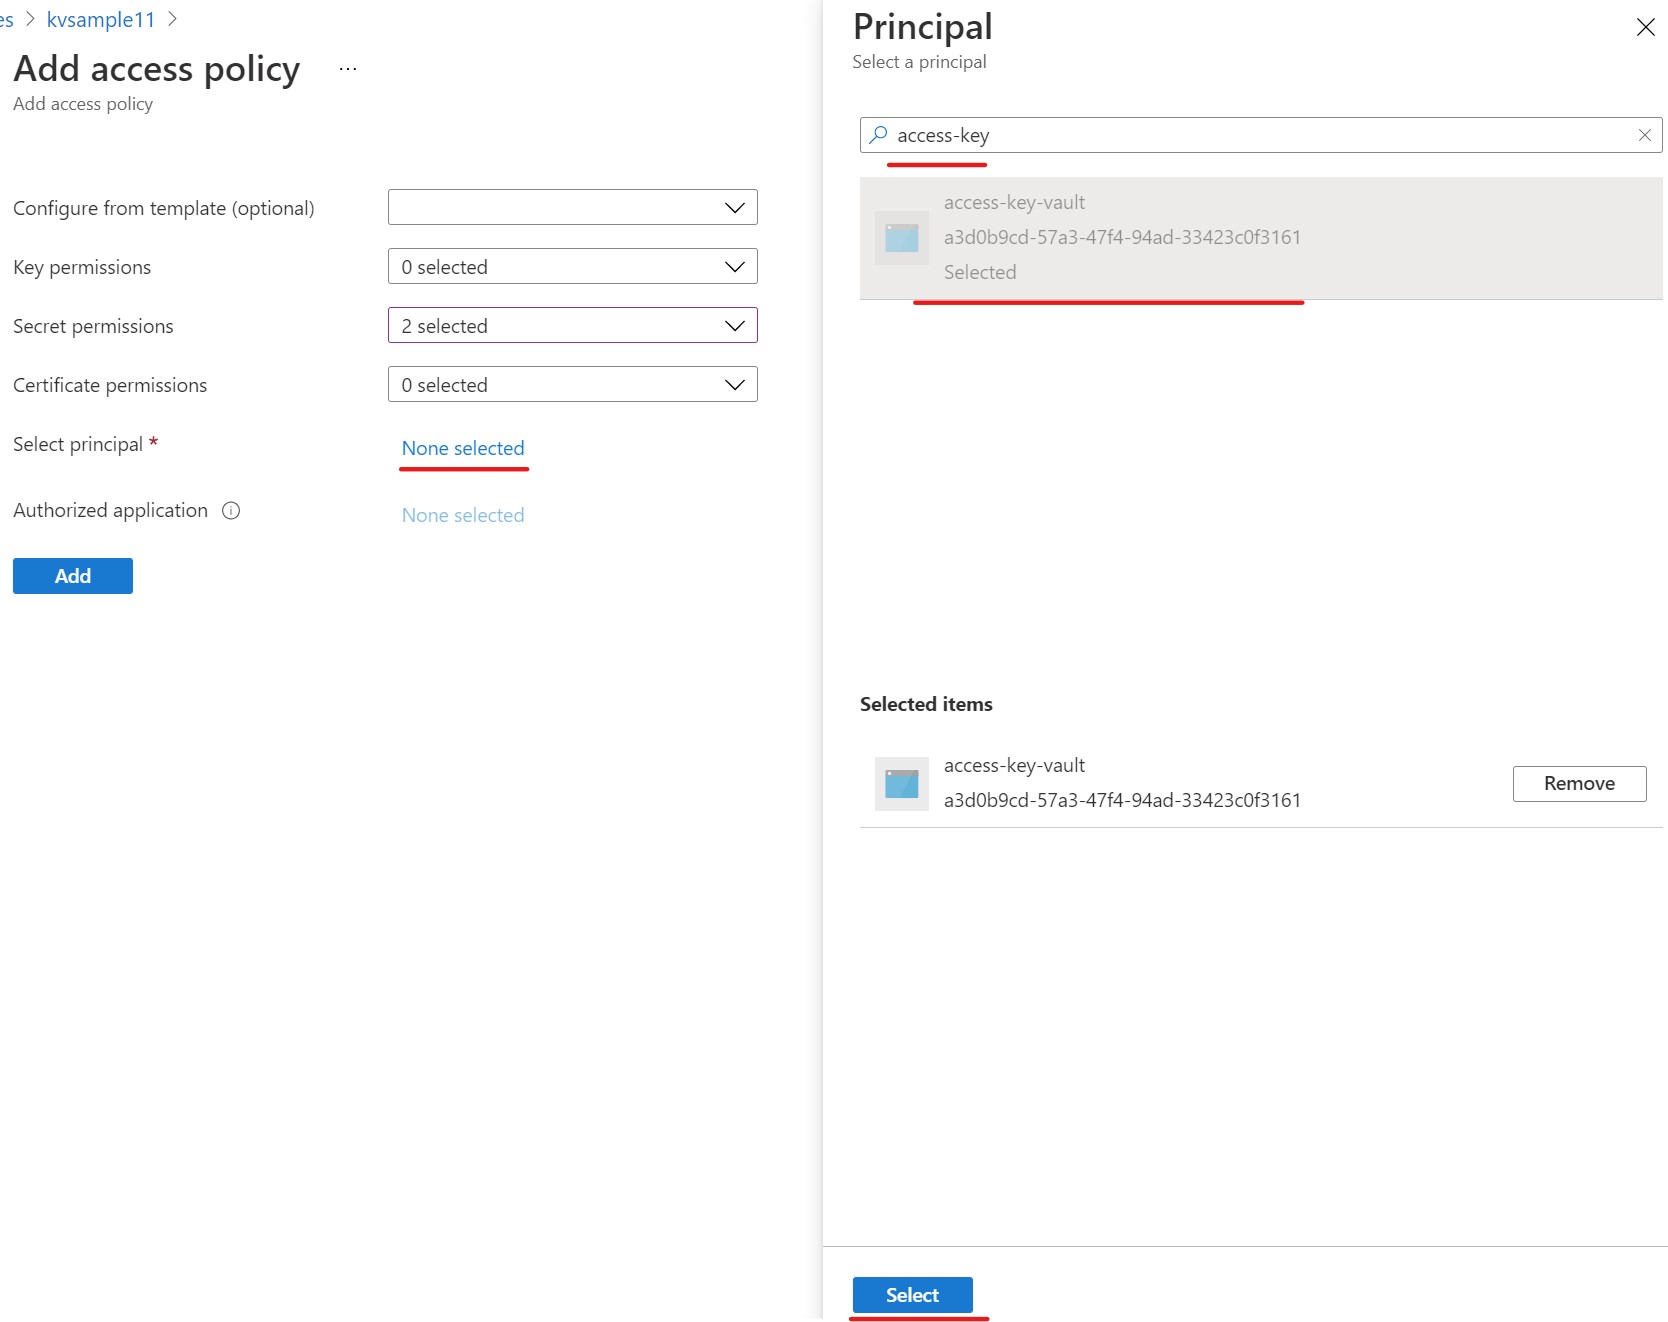 es > kvsample11 >
Add access policy ...
Add access policy
Configure from template (optional)
Key permissions
0 selected
Secret permissions
2 selected
Certificate permissions
0 selected
Select principal *
None selected
Authorized application
None selected
Add
Principal
Select a principal
access-key
access-key-vault
a3d0b9cd-57a3-47f4-94ad-33423c0f3161
Selected
Selected items
access-key-vault
a3d0b9cd-57a3-47f4-94ad-33423c0f3161
Remove
Select